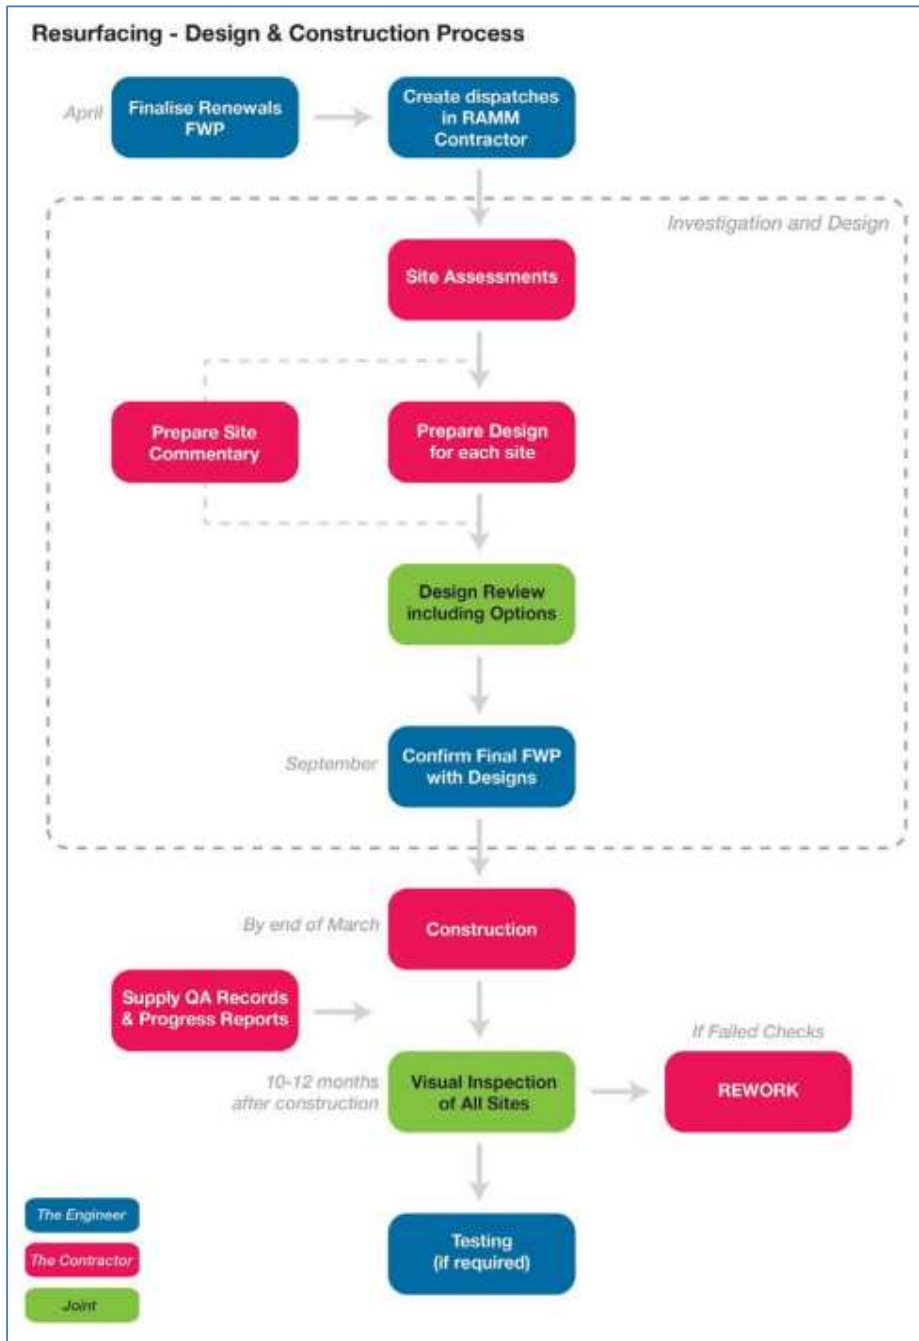 Resurfacing - Design & Construction Process
April
Finalise Renewals
FWP
Create dispatches
in RAMM
Contractor
Investigation and Design
Site Assessments
Prepare Site
Commentary
Prepare Design
for each site
Design Review
including Options
September
Confirm Final FWP
with Designs
By end of March
Construction
Supply QA Records
& Progress Reports
If Failed Checks
10-12 months
after construction
Visual Inspection
of All Sites
REWORK
The Engineer
The Contractor
Joint
Testing
(if required)